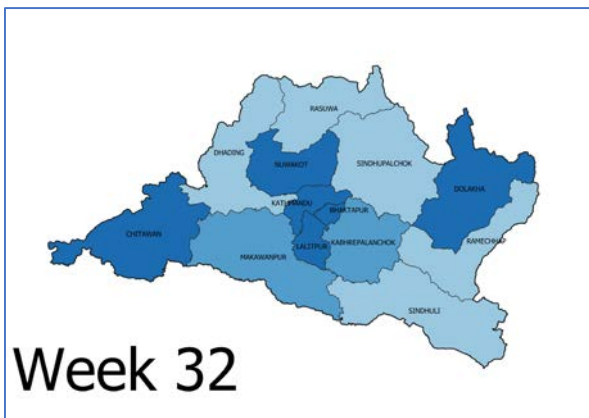 RASUWA
DHADING
NUWAKOT
SINDHUPALCHOK
DOLAKHA
KATHMANDU
BHAKTAPUR
CHITAWAN
LALITPUR
KABHREPALANCHOK
RAMECHHAP
MAKAWANPUR
SINDHULI
Week 32